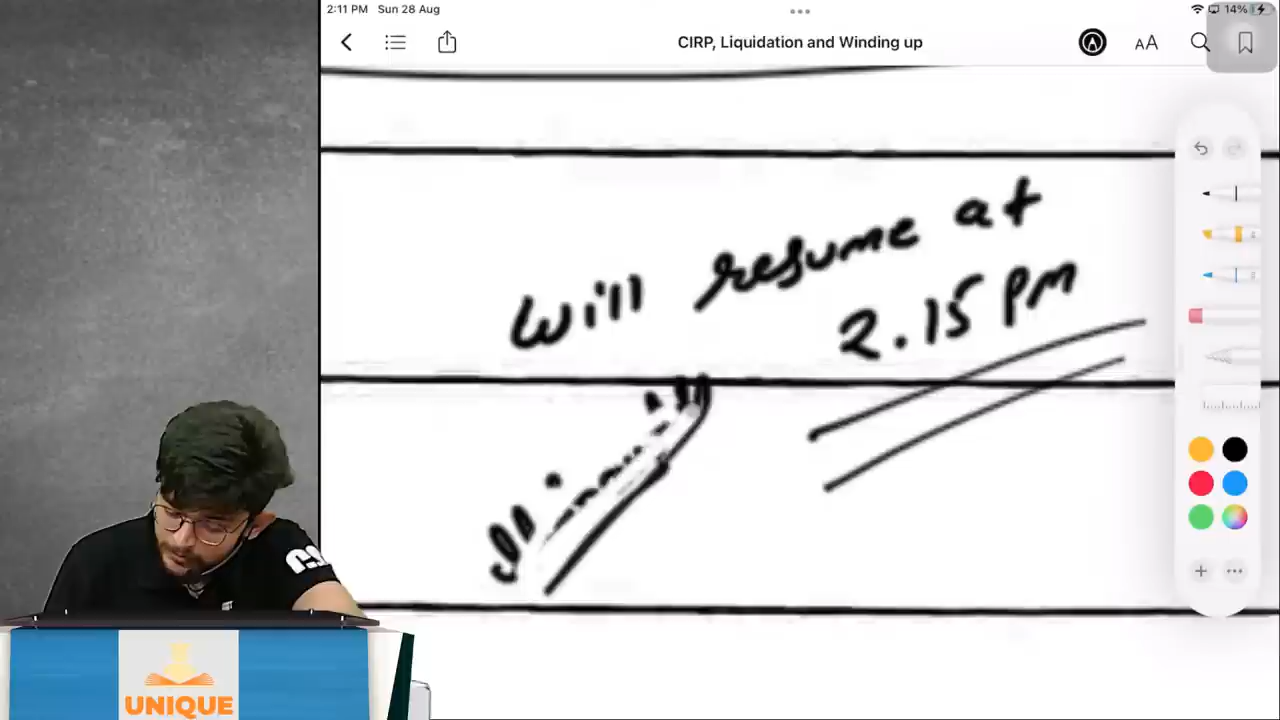 2:11 PM Sun 28 Aug
14%
CIRP, Liquidation and Winding up
AA
will resume at
2.15 pm
UNIQUE